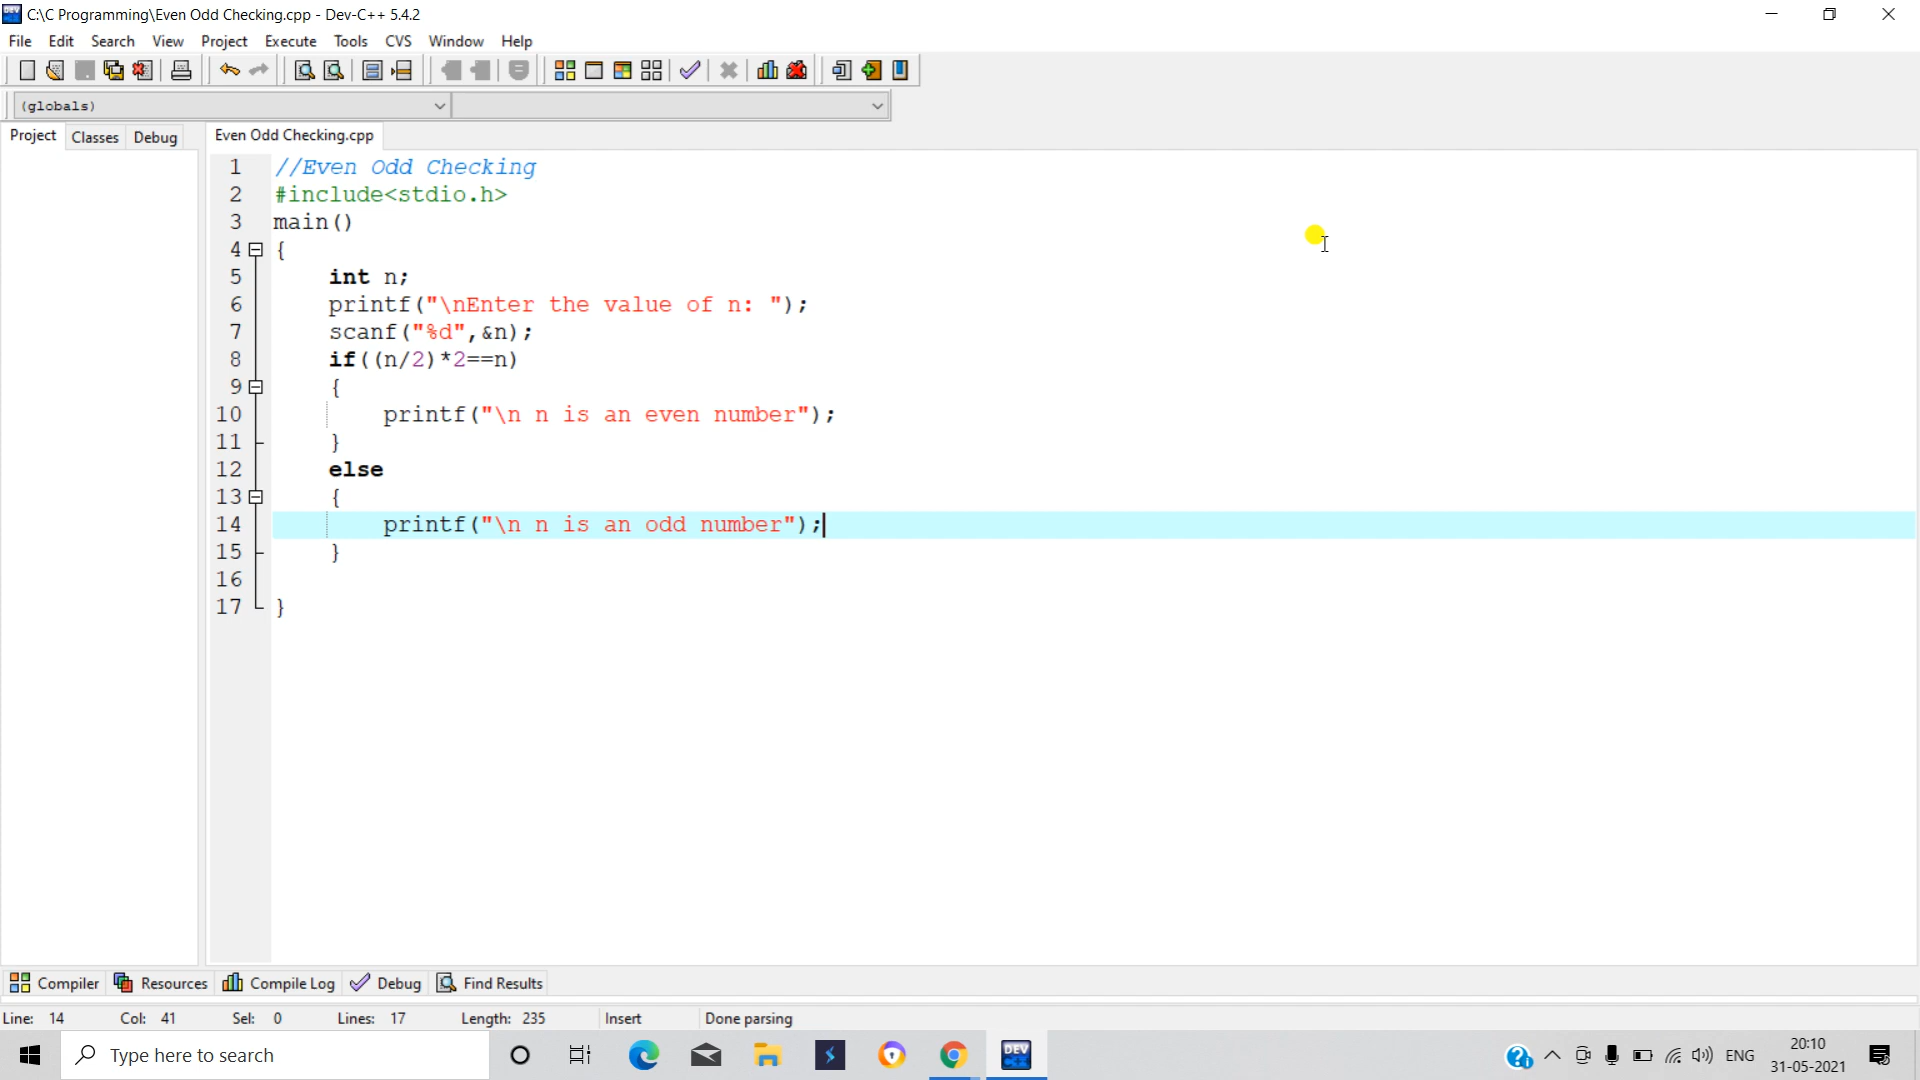 C:\C Programming\Even Odd Checking.cpp - Dev-C++ 5.4.2
File Edit Search View Project Execute Tools CVS Window Help
(globals)
Project Classes Debug Even Odd Checking.cpp
1 //Even Odd Checking
2 #include<stdio.h>
3 main()
4 {
5 int n;
6 printf("\nEnter the value of n: ");
7 scanf("%d",&n);
8 if((n/2)*2==n)
9 {
10 printf("\n n is an even number");
11 }
12 else
13 {
14 printf("\n n is an odd number");
15 }
16
17 }
Compiler Resources Compile Log Debug Find Results
Line: 14 Col: 41 Sel: 0 Lines: 17 Length: 235 Insert Done parsing
Type here to search
DEV
ENG
20:10
31-05-2021